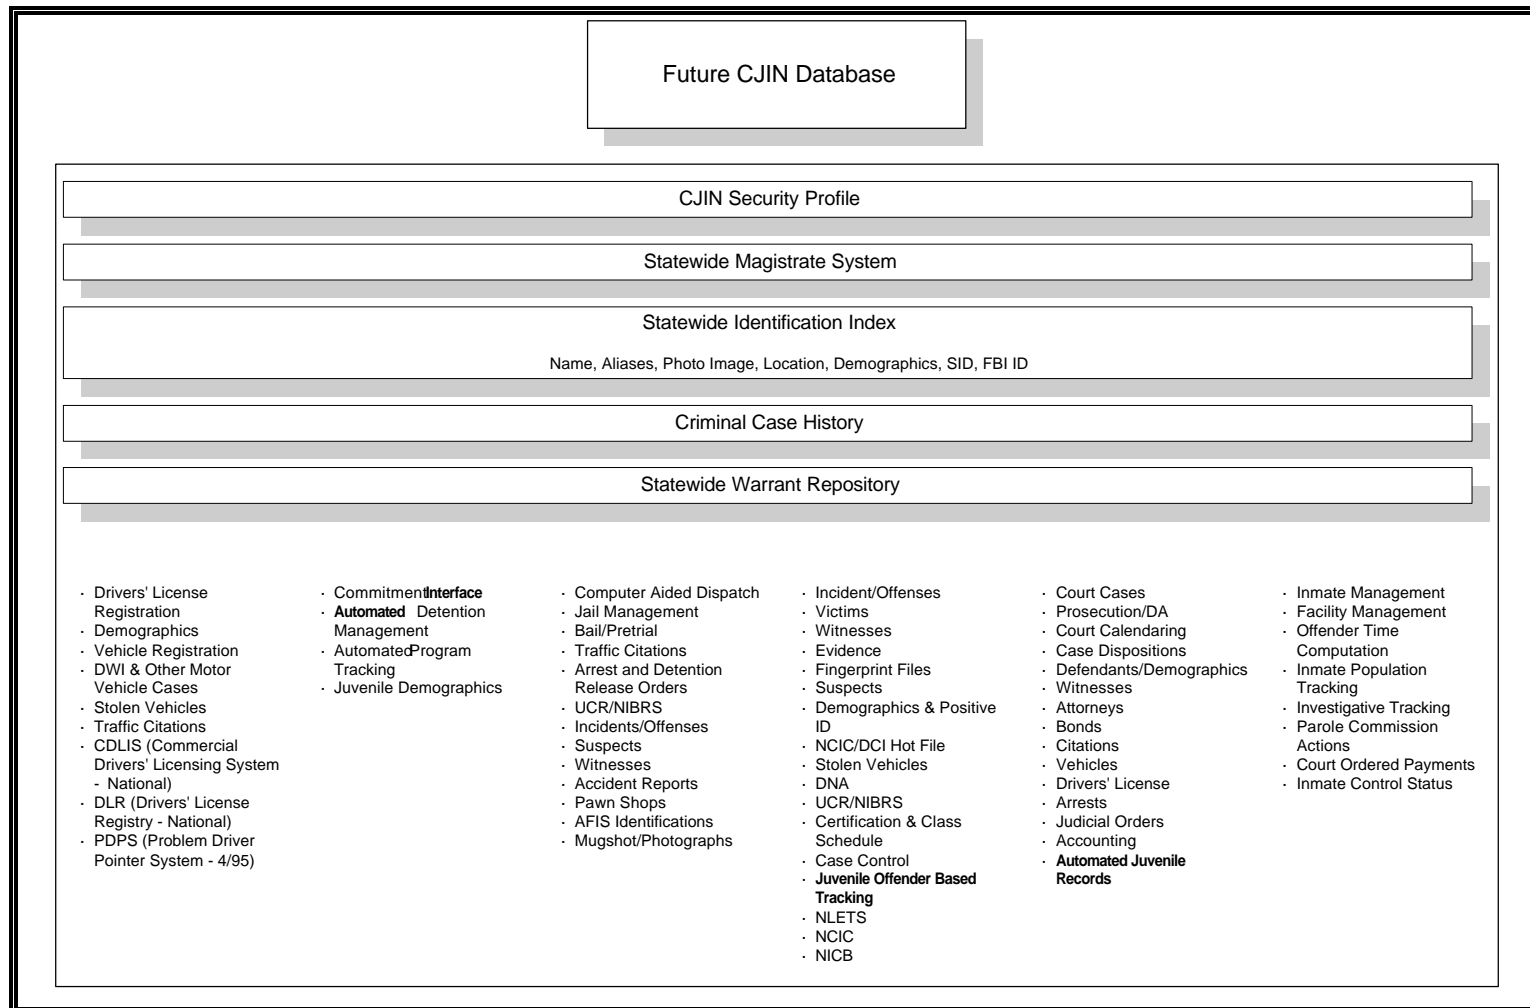 Future CJIN Database
CJIN Security Profile
Statewide Magistrate System
Statewide Identification Index
Name, Aliases, Photo Image, Location, Demographics, SID, FBI ID
Criminal Case History
Statewide Warrant Repository
· Drivers' License
Registration
· Demographics
· Vehicle Registration
· DWI & Other Motor
Vehicle Cases
· Stolen Vehicles
· Traffic Citations
· CDLIS (Commercial
Drivers' Licensing System
- National)
· DLR (Drivers' License
Registry - National)
· PDPS (Problem Driver
Pointer System - 4/95)
· Commitment Interface
· Automated Detention
Management
· Automated Program
Tracking
· Juvenile Demographics
· Computer Aided Dispatch
· Jail Management
· Bail/Pretrial
· Traffic Citations
· Arrest and Detention
Release Orders
· UCR/NIBRS
· Incidents/Offenses
· Suspects
· Witnesses
· Accident Reports
· Pawn Shops
· AFIS Identifications
· Mugshot/Photographs
· Incident/Offenses
· Victims
· Witnesses
· Evidence
· Fingerprint Files
· Suspects
· Demographics & Positive
ID
· NCIC/DCI Hot File
· Stolen Vehicles
· DNA
· UCR/NIBRS
· Certification & Class
Schedule
· Case Control
· Juvenile Offender Based
Tracking
· NLETS
· NCIC
· NICB
· Court Cases
· Prosecution/DA
· Court Calendaring
· Case Dispositions
· Defendants/Demographics
· Witnesses
· Attorneys
· Bonds
· Citations
· Vehicles
· Drivers' License
· Arrests
· Judicial Orders
· Accounting
· Automated Juvenile
Records
· Inmate Management
· Facility Management
· Offender Time
Computation
· Inmate Population
Tracking
· Investigative Tracking
· Parole Commission
Actions
· Court Ordered Payments
· Inmate Control Status